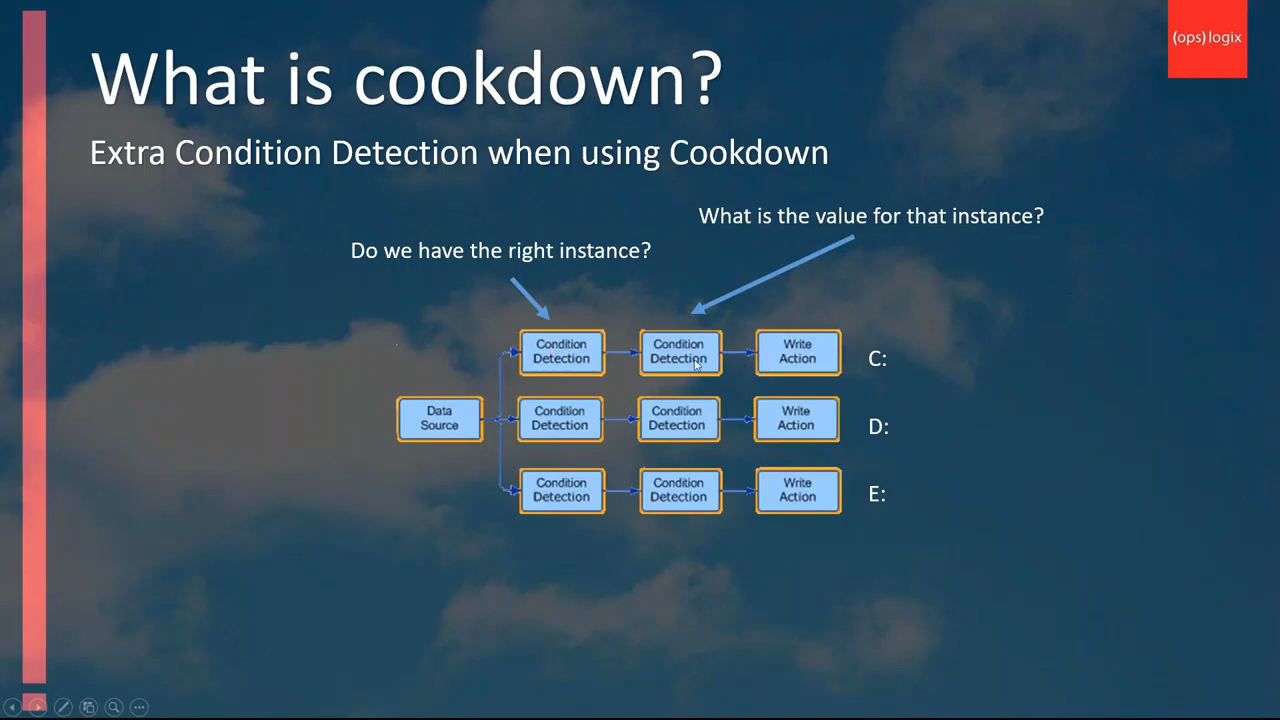 What is cookdown?
(ops)logix
Extra Condition Detection when using Cookdown
What is the value for that instance?
Do we have the right instance?
Condition
Detection
Condition
Detection
Write
Action
C:
Data
Source
Condition
Detection
Condition
Detection
Write
Action
D:
Condition
Detection
Condition
Detection
Write
Action
E: